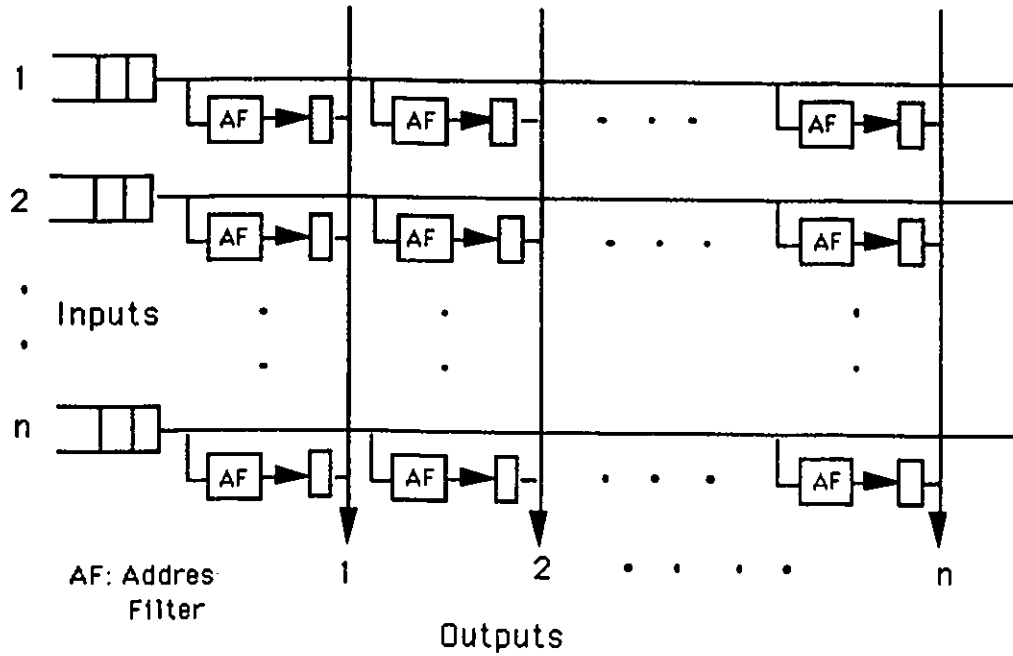 1
AF AF AF
2
AF AF AF
Inputs
n
AF AF AF
1 2 n
AF: Addres
Filter
Outputs